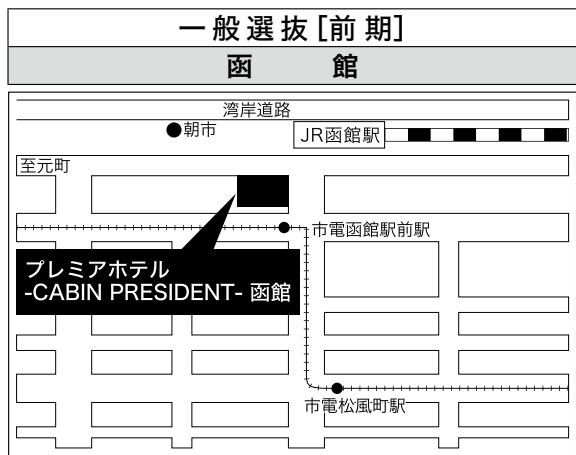 一般選抜[前期]
函館
湾岸道路
朝市
JR函館駅
至元町
市電函館駅前駅
プレミアホテル
-CABIN PRESIDENT- 函館
市電松風町駅